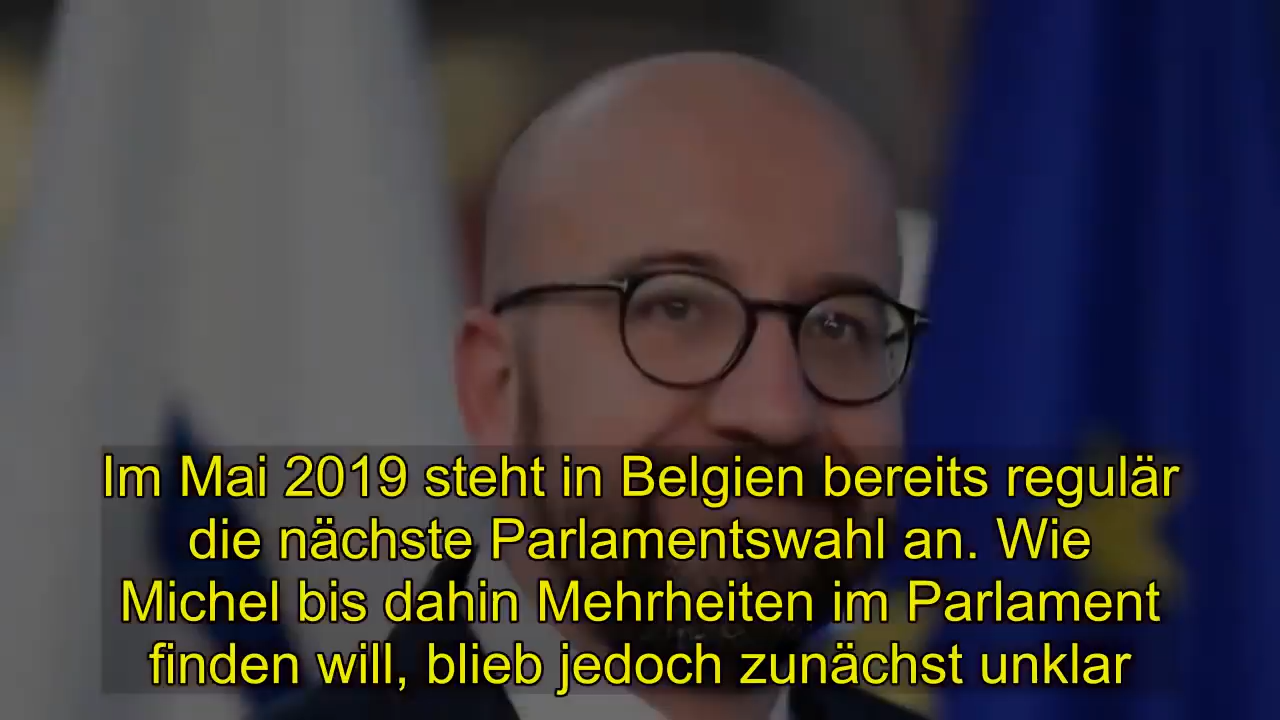 Im Mai 2019 steht in Belgien bereits regulär
die nächste Parlamentswahl an. Wie
Michel bis dahin Mehrheiten im Parlament
finden will, blieb jedoch zunächst unklar